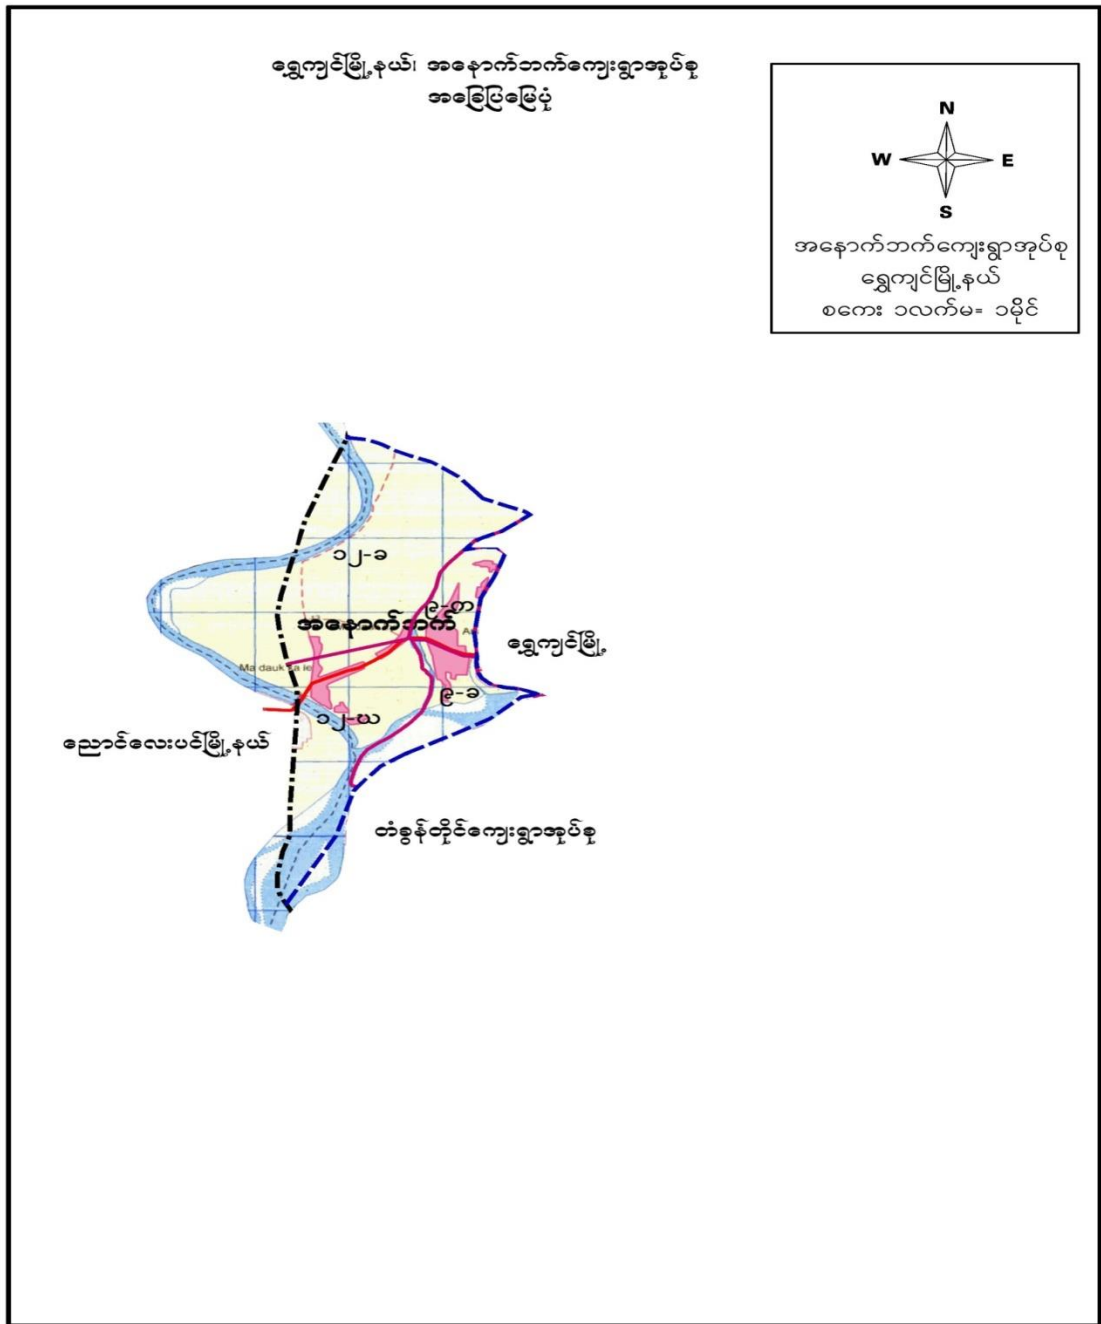 ရွှေကျင်မြို့နယ်၊ အနောက်ဘက်ကျေးရွာအုပ်စု
အခြေပြမြေပုံ
N
W E
S
အနောက်ဘက်ကျေးရွာအုပ်စု
ရွှေကျင်မြို့နယ်
စကေး ၁လက်မ= ၁မိုင်
၁၂-ခ
၉-က
အနောက်ဘက်
ရွှေကျင်မြို့
Ma dauk
၉-ခ
၁၂-ဃ
ညောင်လေးပင်မြို့နယ်
တံခွန်တိုင်ကျေးရွာအုပ်စု